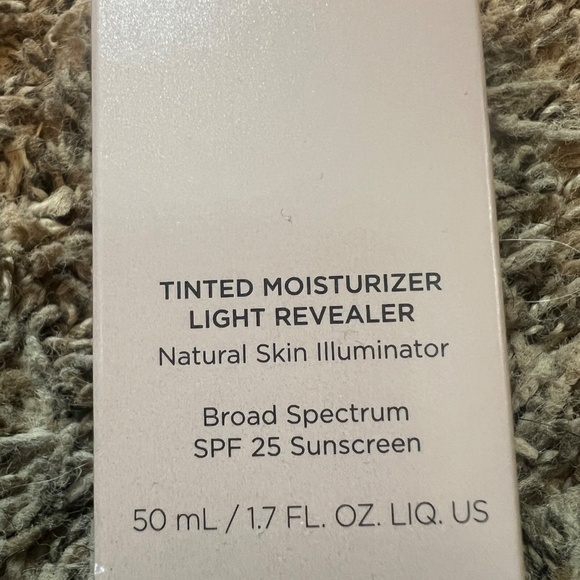 TINTED MOISTURIZER
LIGHT REVEALER
Natural Skin Illuminator
Broad Spectrum
SPF 25 Sunscreen
50 mL / 1.7 FL. OZ. LIQ. US